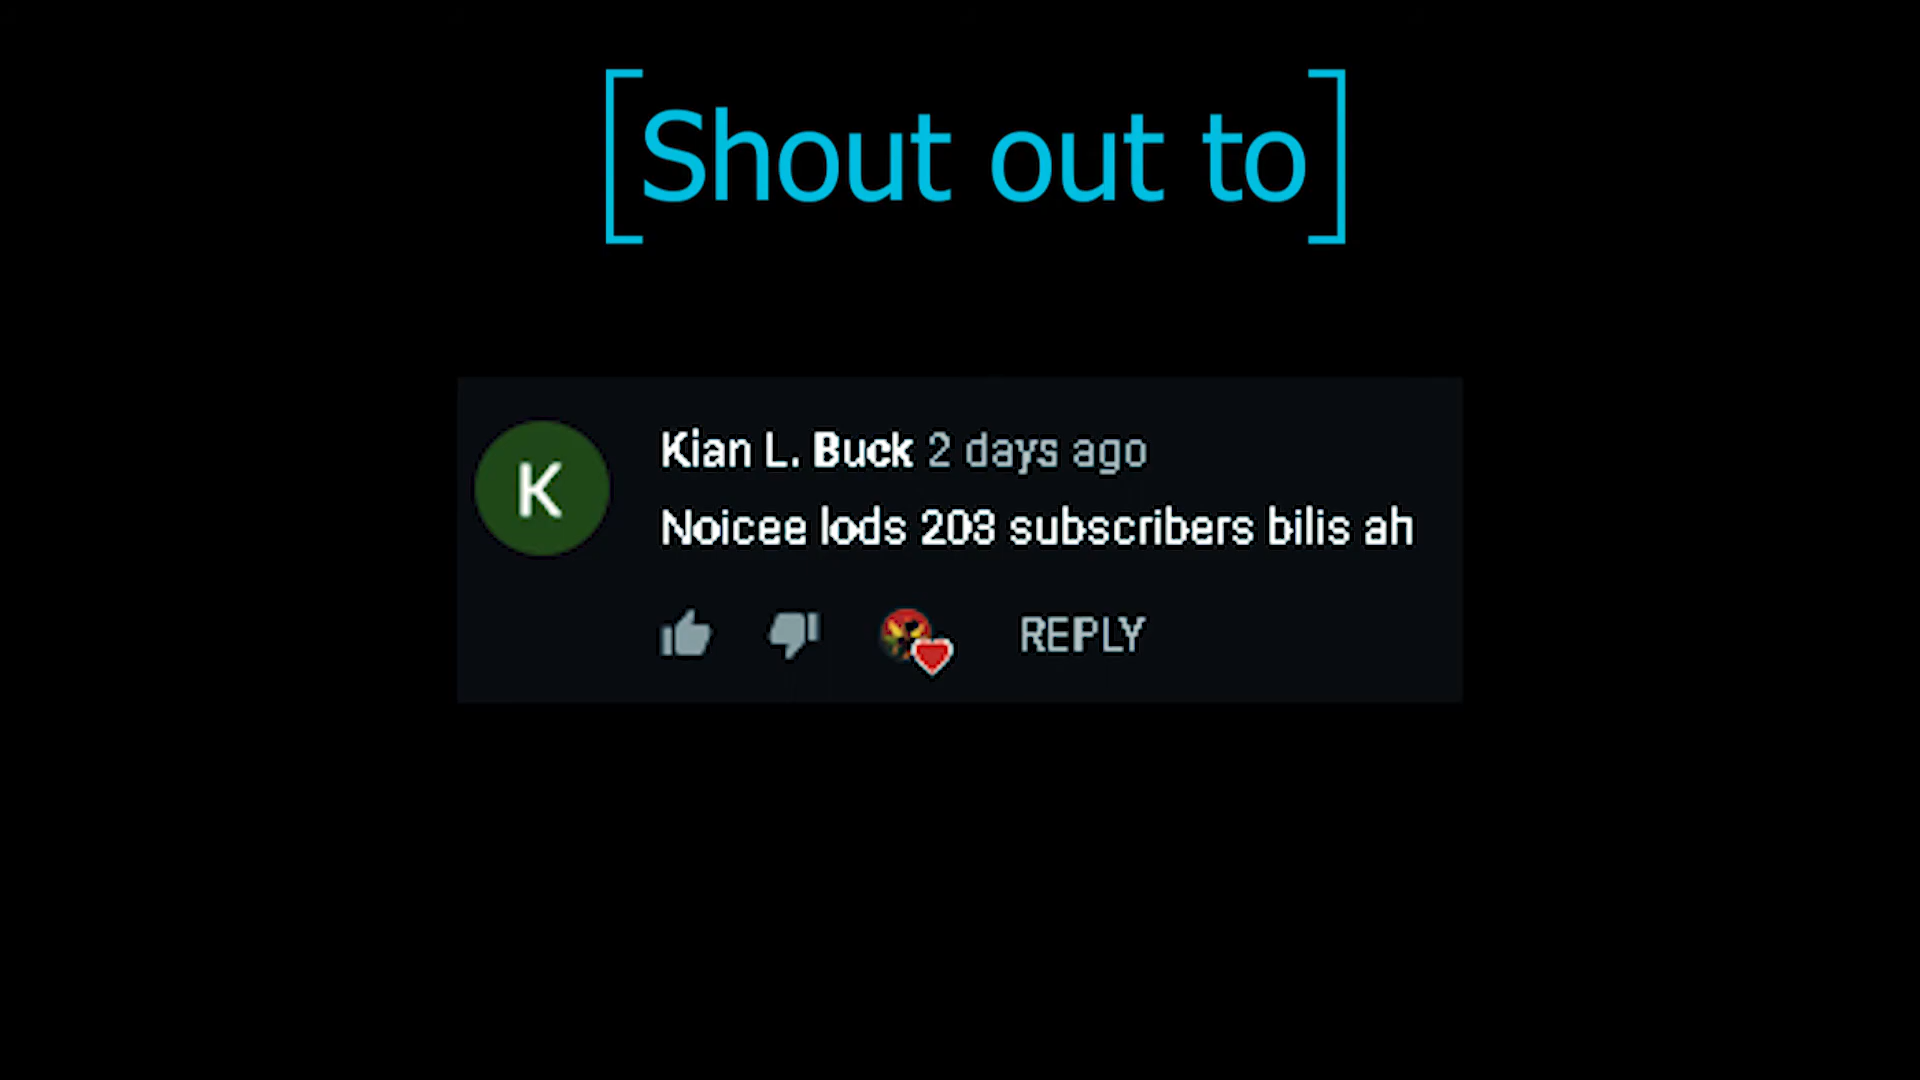 [Shout out to]
K
Kian L. Buck 2 days ago
Noicee lods 203 subscribers bilis ah
REPLY